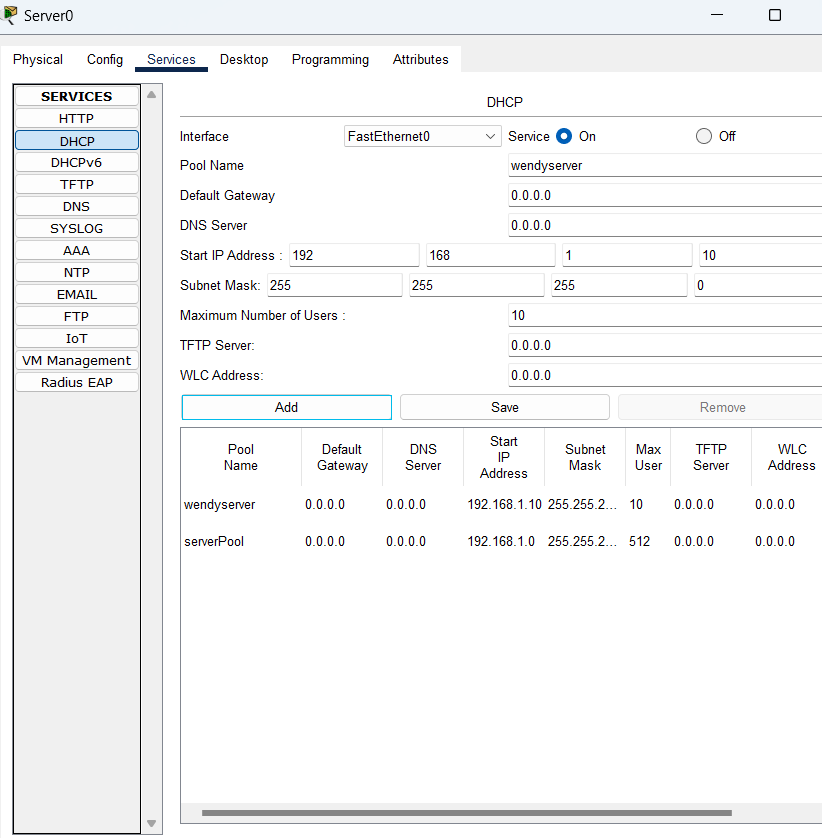 Server0
Physical Config Services Desktop Programming Attributes
SERVICES
HTTP
DHCP
DHCPv6
TFTP
DNS
SYSLOG
AAA
NTP
EMAIL
FTP
IoT
VM Management
Radius EAP
DHCP
Interface FastEthernet0 Service On Off
Pool Name wendyserver
Default Gateway 0.0.0.0
DNS Server 0.0.0.0
Start IP Address : 192 168 1 10
Subnet Mask: 255 255 255 0
Maximum Number of Users : 10
TFTP Server: 0.0.0.0
WLC Address: 0.0.0.0
Add Save Remove
Pool Name Default Gateway DNS Server Start IP Address Subnet Mask Max User TFTP Server WLC Address
wendyserver 0.0.0.0 0.0.0.0 192.168.1.10 255.255.2... 10 0.0.0.0 0.0.0.0
serverPool 0.0.0.0 0.0.0.0 192.168.1.0 255.255.2... 512 0.0.0.0 0.0.0.0